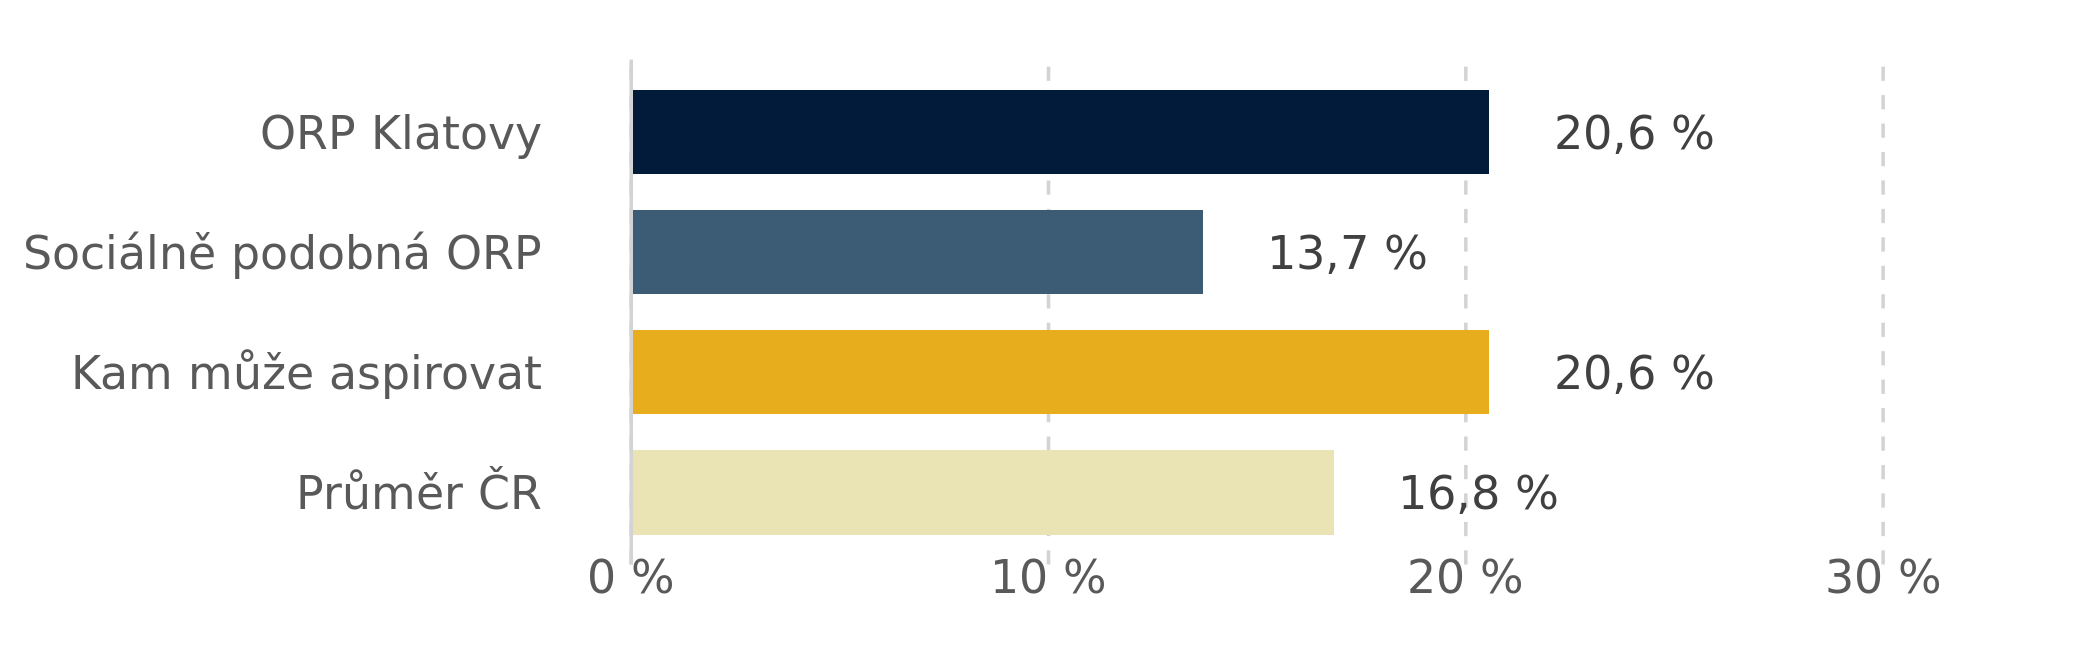 ORP Klatovy 20,6 %
Sociálně podobná ORP 13,7 %
Kam může aspirovat 20,6 %
Průměr ČR 16,8 %
0 % 10 % 20 % 30 %